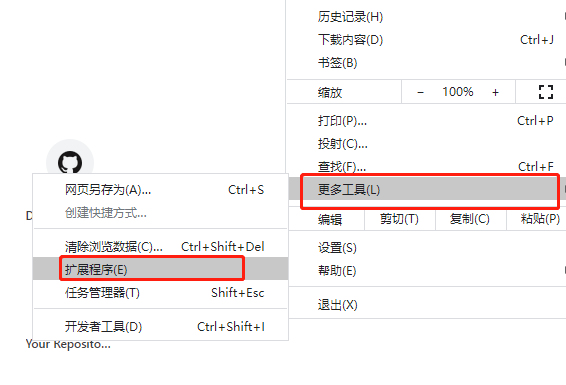 历史记录(H)
下载内容(D) Ctrl+J
书签(B)
缩放 − 100% +
打印(P)... Ctrl+P
投射(C)...
查找(F)... Ctrl+F
更多工具(L)
编辑 剪切(T) 复制(C) 粘贴(P)
设置(S)
帮助(E)
退出(X)
网页另存为(A)... Ctrl+S
创建快捷方式...
清除浏览数据(C)... Ctrl+Shift+Del
扩展程序(E)
任务管理器(T) Shift+Esc
开发者工具(D) Ctrl+Shift+I
D
Your Reposito...